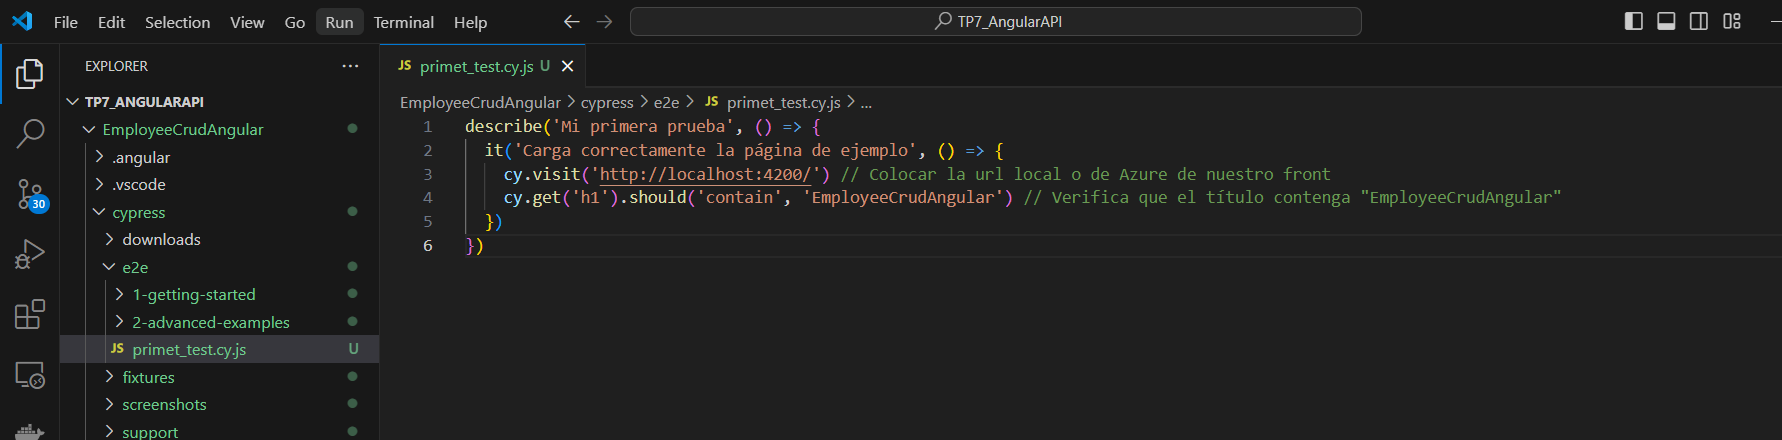 File Edit Selection View Go Run Terminal Help
TP7_AngularAPI
EXPLORER
TP7_ANGULARAPI
EmployeeCrudAngular
.angular
.vscode
cypress
downloads
e2e
1-getting-started
2-advanced-examples
JS primet_test.cy.js U
fixtures
screenshots
support
30
JS primet_test.cy.js U
EmployeeCrudAngular > cypress > e2e > JS primet_test.cy.js > ...
1 describe('Mi primera prueba', () => {
2 it('Carga correctamente la página de ejemplo', () => {
3 cy.visit('http://localhost:4200/') // Colocar la url local o de Azure de nuestro front
4 cy.get('h1').should('contain', 'EmployeeCrudAngular') // Verifica que el título contenga "EmployeeCrudAngular"
5 })
6 })